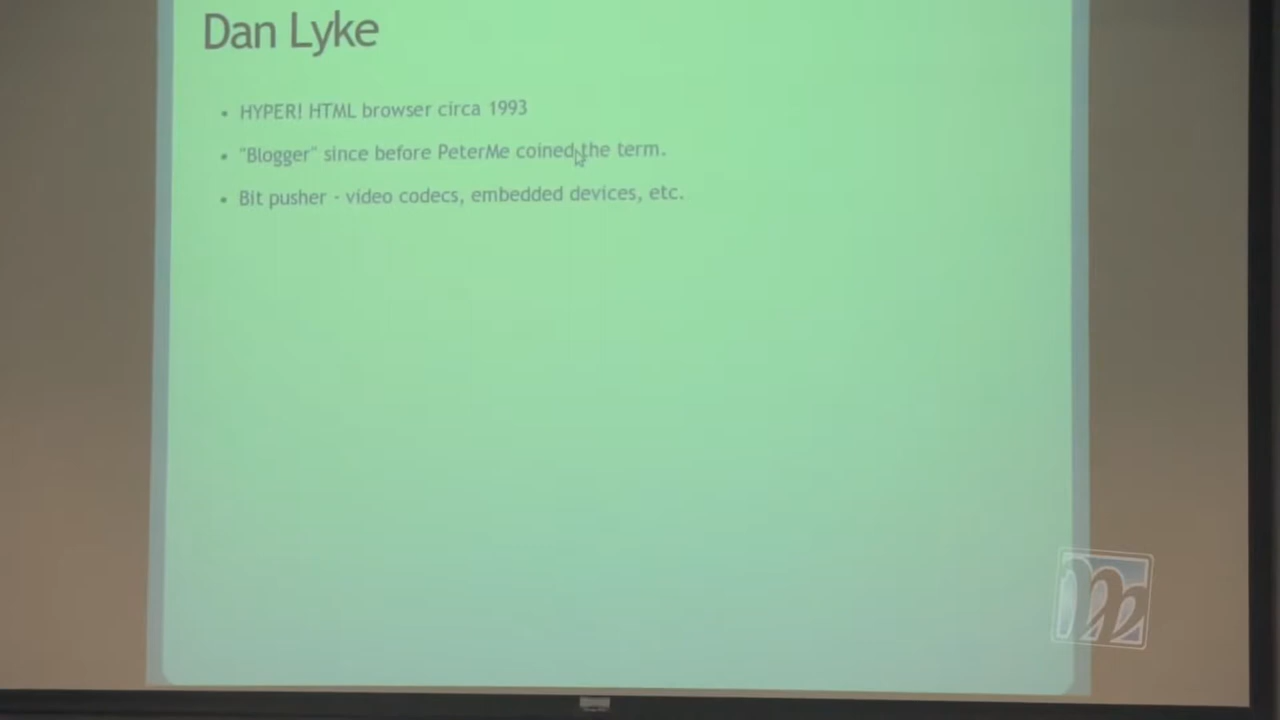 Dan Lyke
• HYPER! HTML browser circa 1993
• "Blogger" since before PeterMe coined the term.
• Bit pusher - video codecs, embedded devices, etc.